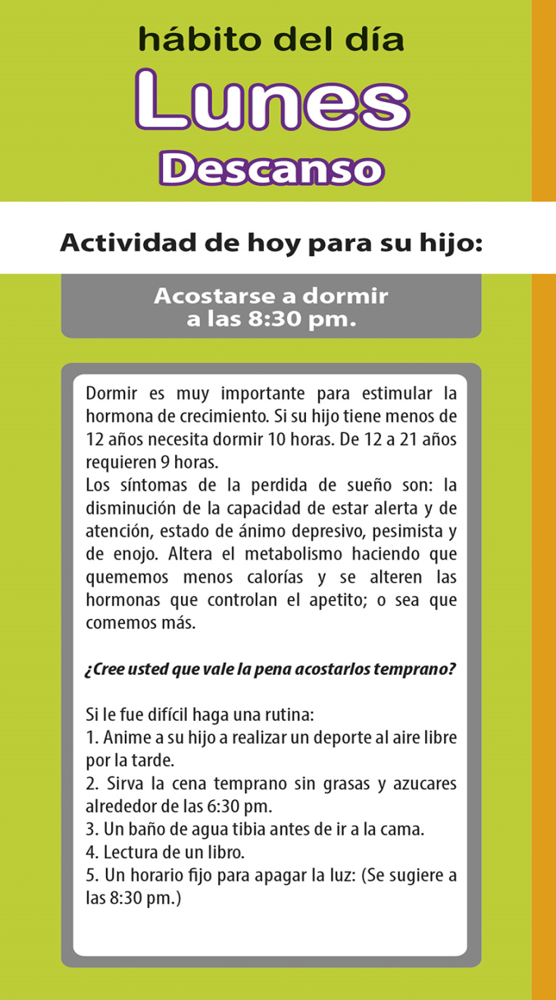 hábito del día
Lunes
Descanso
Actividad de hoy para su hijo:
Acostarse a dormir
a las 8:30 pm.
Dormir es muy importante para estimular la
hormona de crecimiento. Si su hijo tiene menos de
12 años necesita dormir 10 horas. De 12 a 21 años
requieren 9 horas.
Los síntomas de la perdida de sueño son: la
disminución de la capacidad de estar alerta y de
atención, estado de ánimo depresivo, pesimista y
de enojo. Altera el metabolismo haciendo que
quememos menos calorías y se alteren las
hormonas que controlan el apetito; o sea que
comemos más.
¿Cree usted que vale la pena acostarlos temprano?
Si le fue difícil haga una rutina:
1. Anime a su hijo a realizar un deporte al aire libre
por la tarde.
2. Sirva la cena temprano sin grasas y azucares
alrededor de las 6:30 pm.
3. Un baño de agua tibia antes de ir a la cama.
4. Lectura de un libro.
5. Un horario fijo para apagar la luz: (Se sugiere a
las 8:30 pm.)